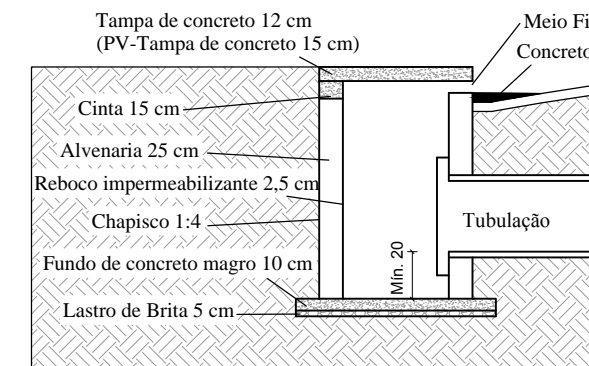 Tampa de concreto 12 cm
(PV-Tampa de concreto 15 cm)
Meio Fi
Concreto
Cinta 15 cm
Alvenaria 25 cm
Reboco impermeabilizante 2,5 cm
Chapisco 1:4
Tubulação
Mín. 20
Fundo de concreto magro 10 cm
Lastro de Brita 5 cm